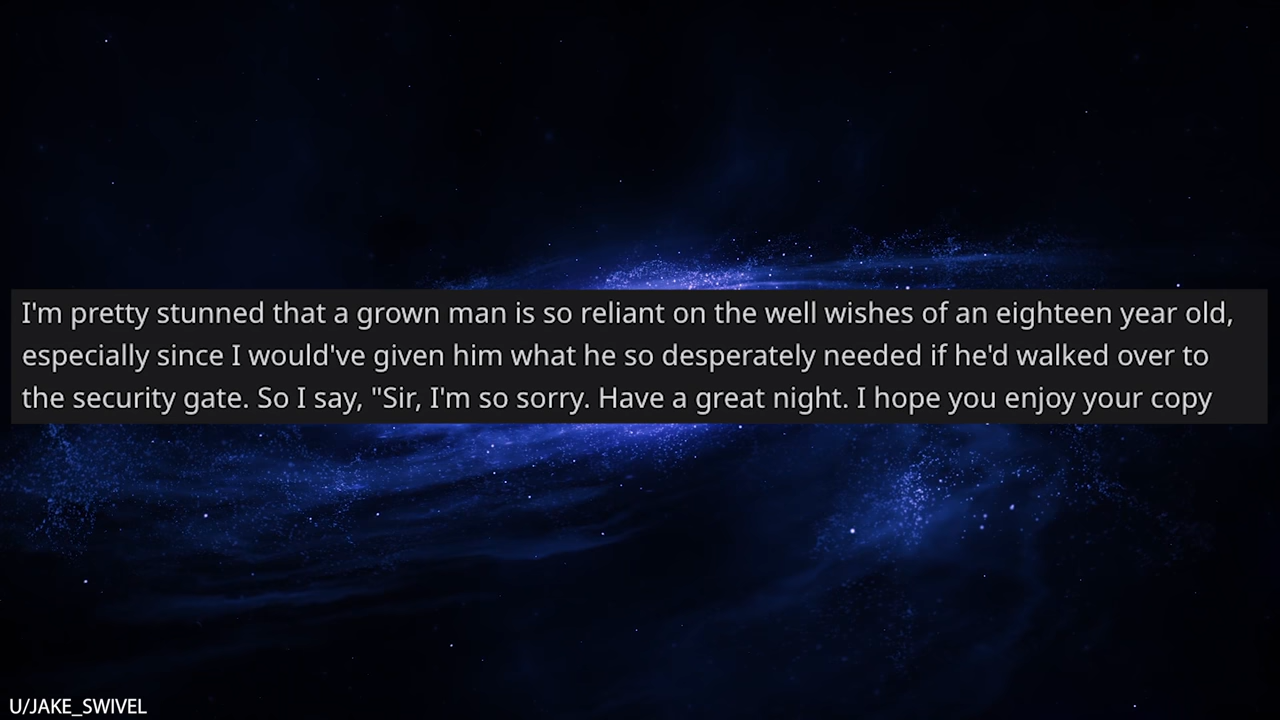 I'm pretty stunned that a grown man is so reliant on the well wishes of an eighteen year old,
especially since I would've given him what he so desperately needed if he'd walked over to
the security gate. So I say, "Sir, I'm so sorry. Have a great night. I hope you enjoy your copy
U/JAKE_SWIVEL